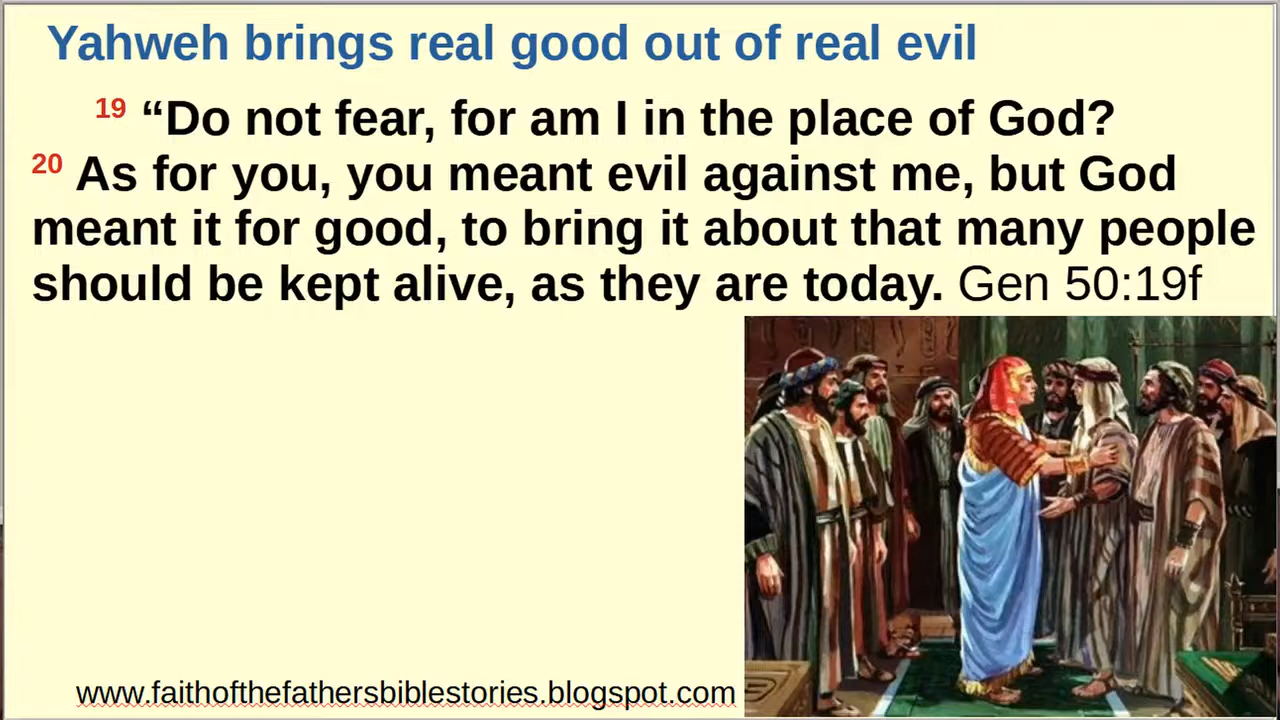 Yahweh brings real good out of real evil
19 “Do not fear, for am I in the place of God?
20 As for you, you meant evil against me, but God
meant it for good, to bring it about that many people
should be kept alive, as they are today. Gen 50:19f
www.faithofthefathersbiblestories.blogspot.com